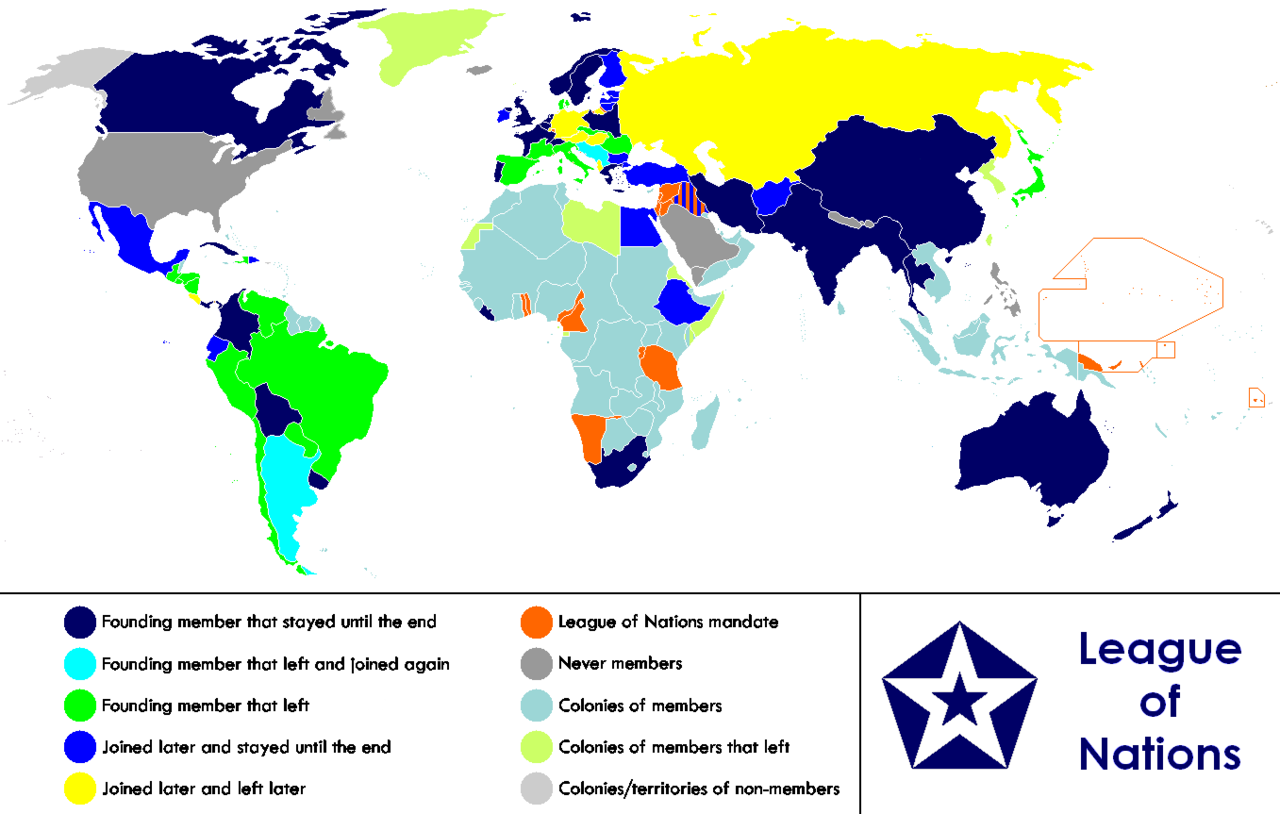 Founding member that stayed until the end
Founding member that left and joined again
Founding member that left
Joined later and stayed until the end
Joined later and left later
League of Nations mandate
Never members
Colonies of members
Colonies of members that left
Colonies/territories of non-members
League
of
Nations